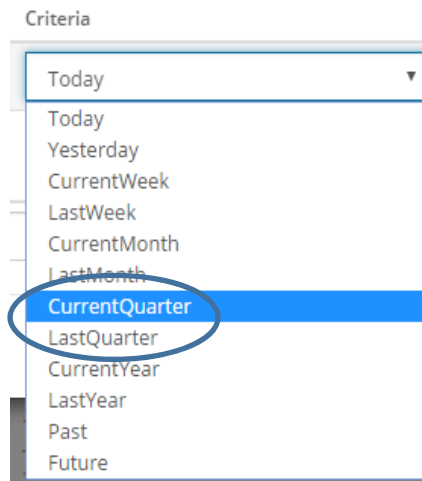 Criteria
Today
Today
Yesterday
CurrentWeek
LastWeek
CurrentMonth
LastMonth
CurrentQuarter
LastQuarter
CurrentYear
LastYear
Past
Future